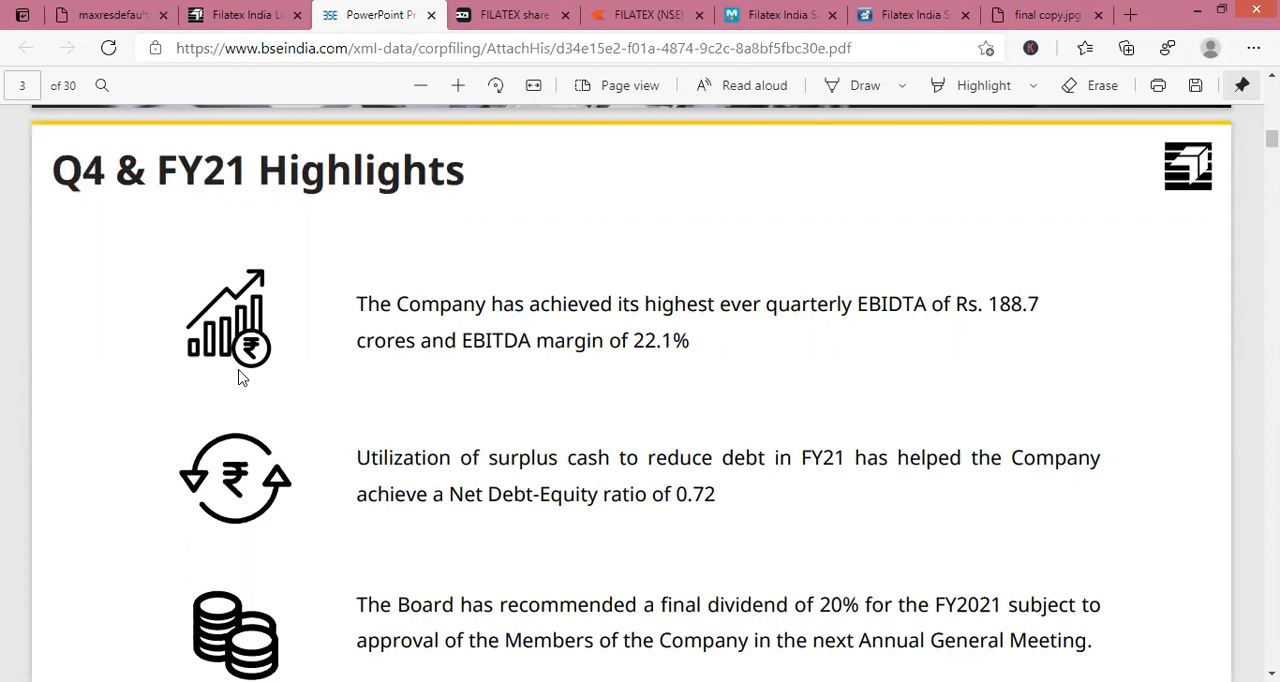 maxresdefaul
Filatex India Li
PowerPoint Pr
FILATEX share
FILATEX (NSE)
Filatex India S
Filatex India S
final copy.jpg
https://www.bseindia.com/xml-data/corpfiling/AttachHis/d34e15e2-f01a-4874-9c2c-8a8bf5fbc30e.pdf
3 of 30
Page view
Read aloud
Draw
Highlight
Erase
Q4 & FY21 Highlights
The Company has achieved its highest ever quarterly EBIDTA of Rs. 188.7
crores and EBITDA margin of 22.1%
Utilization of surplus cash to reduce debt in FY21 has helped the Company
achieve a Net Debt-Equity ratio of 0.72
The Board has recommended a final dividend of 20% for the FY2021 subject to
approval of the Members of the Company in the next Annual General Meeting.